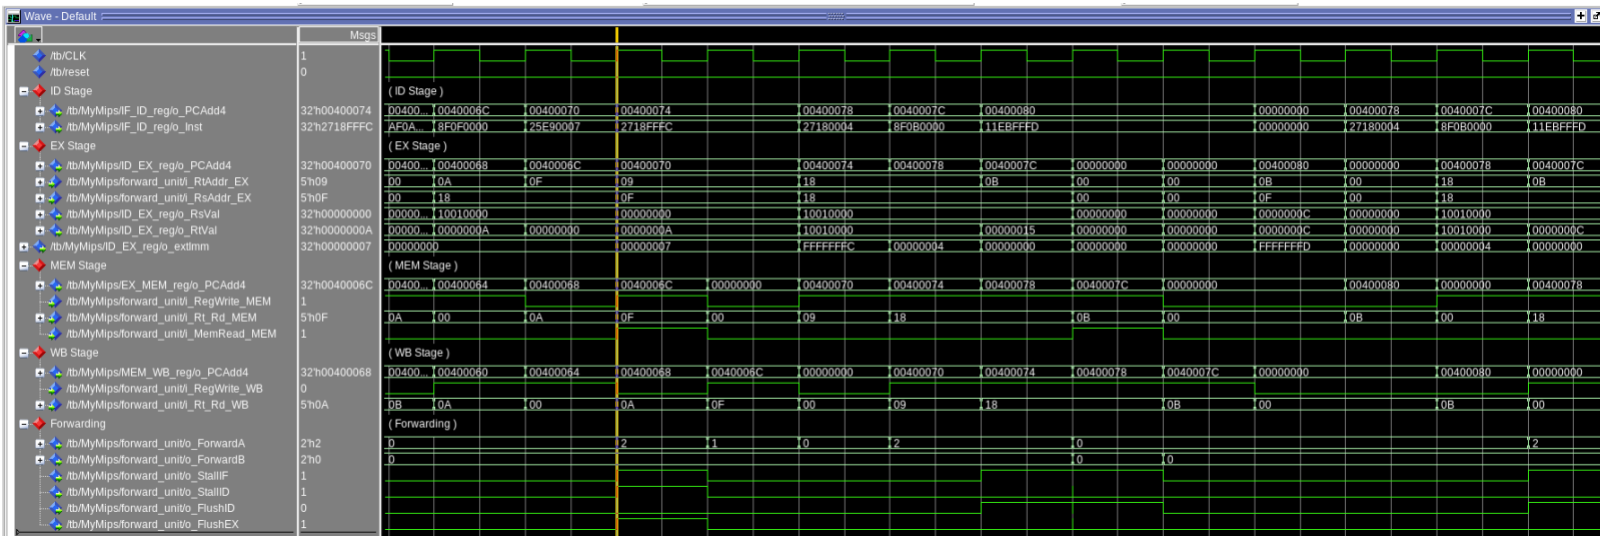 Wave - Default
Msgs
/tb/CLK 1
/tb/reset 0
ID Stage ( ID Stage )
/tb/MyMips/IF_ID_reg/o_PCAdd4 32'h00400074 00400... 0040006C 00400070 00400074 00400078 0040007C 00400080 00000000 00400078 0040007C 00400080
/tb/MyMips/IF_ID_reg/o_Inst 32'h2718FFFC AF0A... 8F0F0000 25E90007 2718FFFC 27180004 8F0B0000 11EBFFFD 00000000 27180004 8F0B0000 11EBFFFD
EX Stage ( EX Stage )
/tb/MyMips/ID_EX_reg/o_PCAdd4 32'h00400070 00400... 00400068 0040006C 00400070 00400074 00400078 0040007C 00000000 00000000 00400080 00000000 00400078 0040007C
/tb/MyMips/forward_unit/i_RtAddr_EX 5'h09 00 0A 0F 09 18 0B 00 00 0B 00 18 0B
/tb/MyMips/forward_unit/i_RsAddr_EX 5'h0F 00 18 0F 18 00 00 0F 00 18
/tb/MyMips/ID_EX_reg/o_RsVal 32'h00000000 00000... 10010000 00000000 10010000 00000000 00000000 0000000C 00000000 10010000
/tb/MyMips/ID_EX_reg/o_RtVal 32'h0000000A 00000... 0000000A 00000000 0000000A 10010000 00000015 00000000 00000000 0000000C 00000000 10010000 0000000C
/tb/MyMips/ID_EX_reg/o_extImm 32'h00000007 00000000 00000007 FFFFFFFC 00000004 00000000 00000000 00000000 FFFFFFFD 00000000 00000004 00000000
MEM Stage ( MEM Stage )
/tb/MyMips/EX_MEM_reg/o_PCAdd4 32'h0040006C 00400... 00400064 00400068 0040006C 00000000 00400070 00400074 00400078 0040007C 00000000 00400080 00000000 00400078
/tb/MyMips/forward_unit/i_RegWrite_MEM 1
/tb/MyMips/forward_unit/i_Rt_Rd_MEM 5'h0F 0A 00 0A 0F 00 09 18 0B 00 0B 00 18
/tb/MyMips/forward_unit/i_MemRead_MEM 1
WB Stage ( WB Stage )
/tb/MyMips/MEM_WB_reg/o_PCAdd4 32'h00400068 00400... 00400060 00400064 00400068 0040006C 00000000 00400070 00400074 00400078 0040007C 00000000 00400080 00000000
/tb/MyMips/forward_unit/i_RegWrite_WB 0
/tb/MyMips/forward_unit/i_Rt_Rd_WB 5'h0A 0B 0A 00 0A 0F 00 09 18 0B 00 0B 00
Forwarding ( Forwarding )
/tb/MyMips/forward_unit/o_ForwardA 2'h2 0 2 1 0 2 0 2
/tb/MyMips/forward_unit/o_ForwardB 2'h0 0 0 0
/tb/MyMips/forward_unit/o_StallIF 1
/tb/MyMips/forward_unit/o_StallID 1
/tb/MyMips/forward_unit/o_FlushID 0
/tb/MyMips/forward_unit/o_FlushEX 1